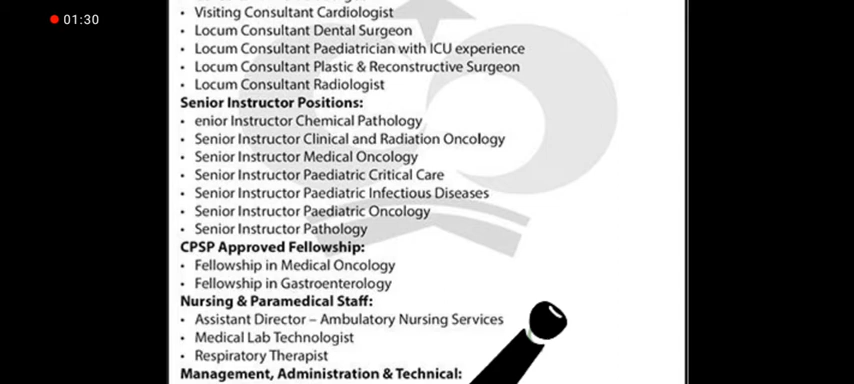 01:30
• Visiting Consultant Cardiologist
• Locum Consultant Dental Surgeon
• Locum Consultant Paediatrician with ICU experience
• Locum Consultant Plastic & Reconstructive Surgeon
• Locum Consultant Radiologist
Senior Instructor Positions:
• enior Instructor Chemical Pathology
• Senior Instructor Clinical and Radiation Oncology
• Senior Instructor Medical Oncology
• Senior Instructor Paediatric Critical Care
• Senior Instructor Paediatric Infectious Diseases
• Senior Instructor Paediatric Oncology
• Senior Instructor Pathology
CPSP Approved Fellowship:
• Fellowship in Medical Oncology
• Fellowship in Gastroenterology
Nursing & Paramedical Staff:
• Assistant Director – Ambulatory Nursing Services
• Medical Lab Technologist
• Respiratory Therapist
Management, Administration & Technical: